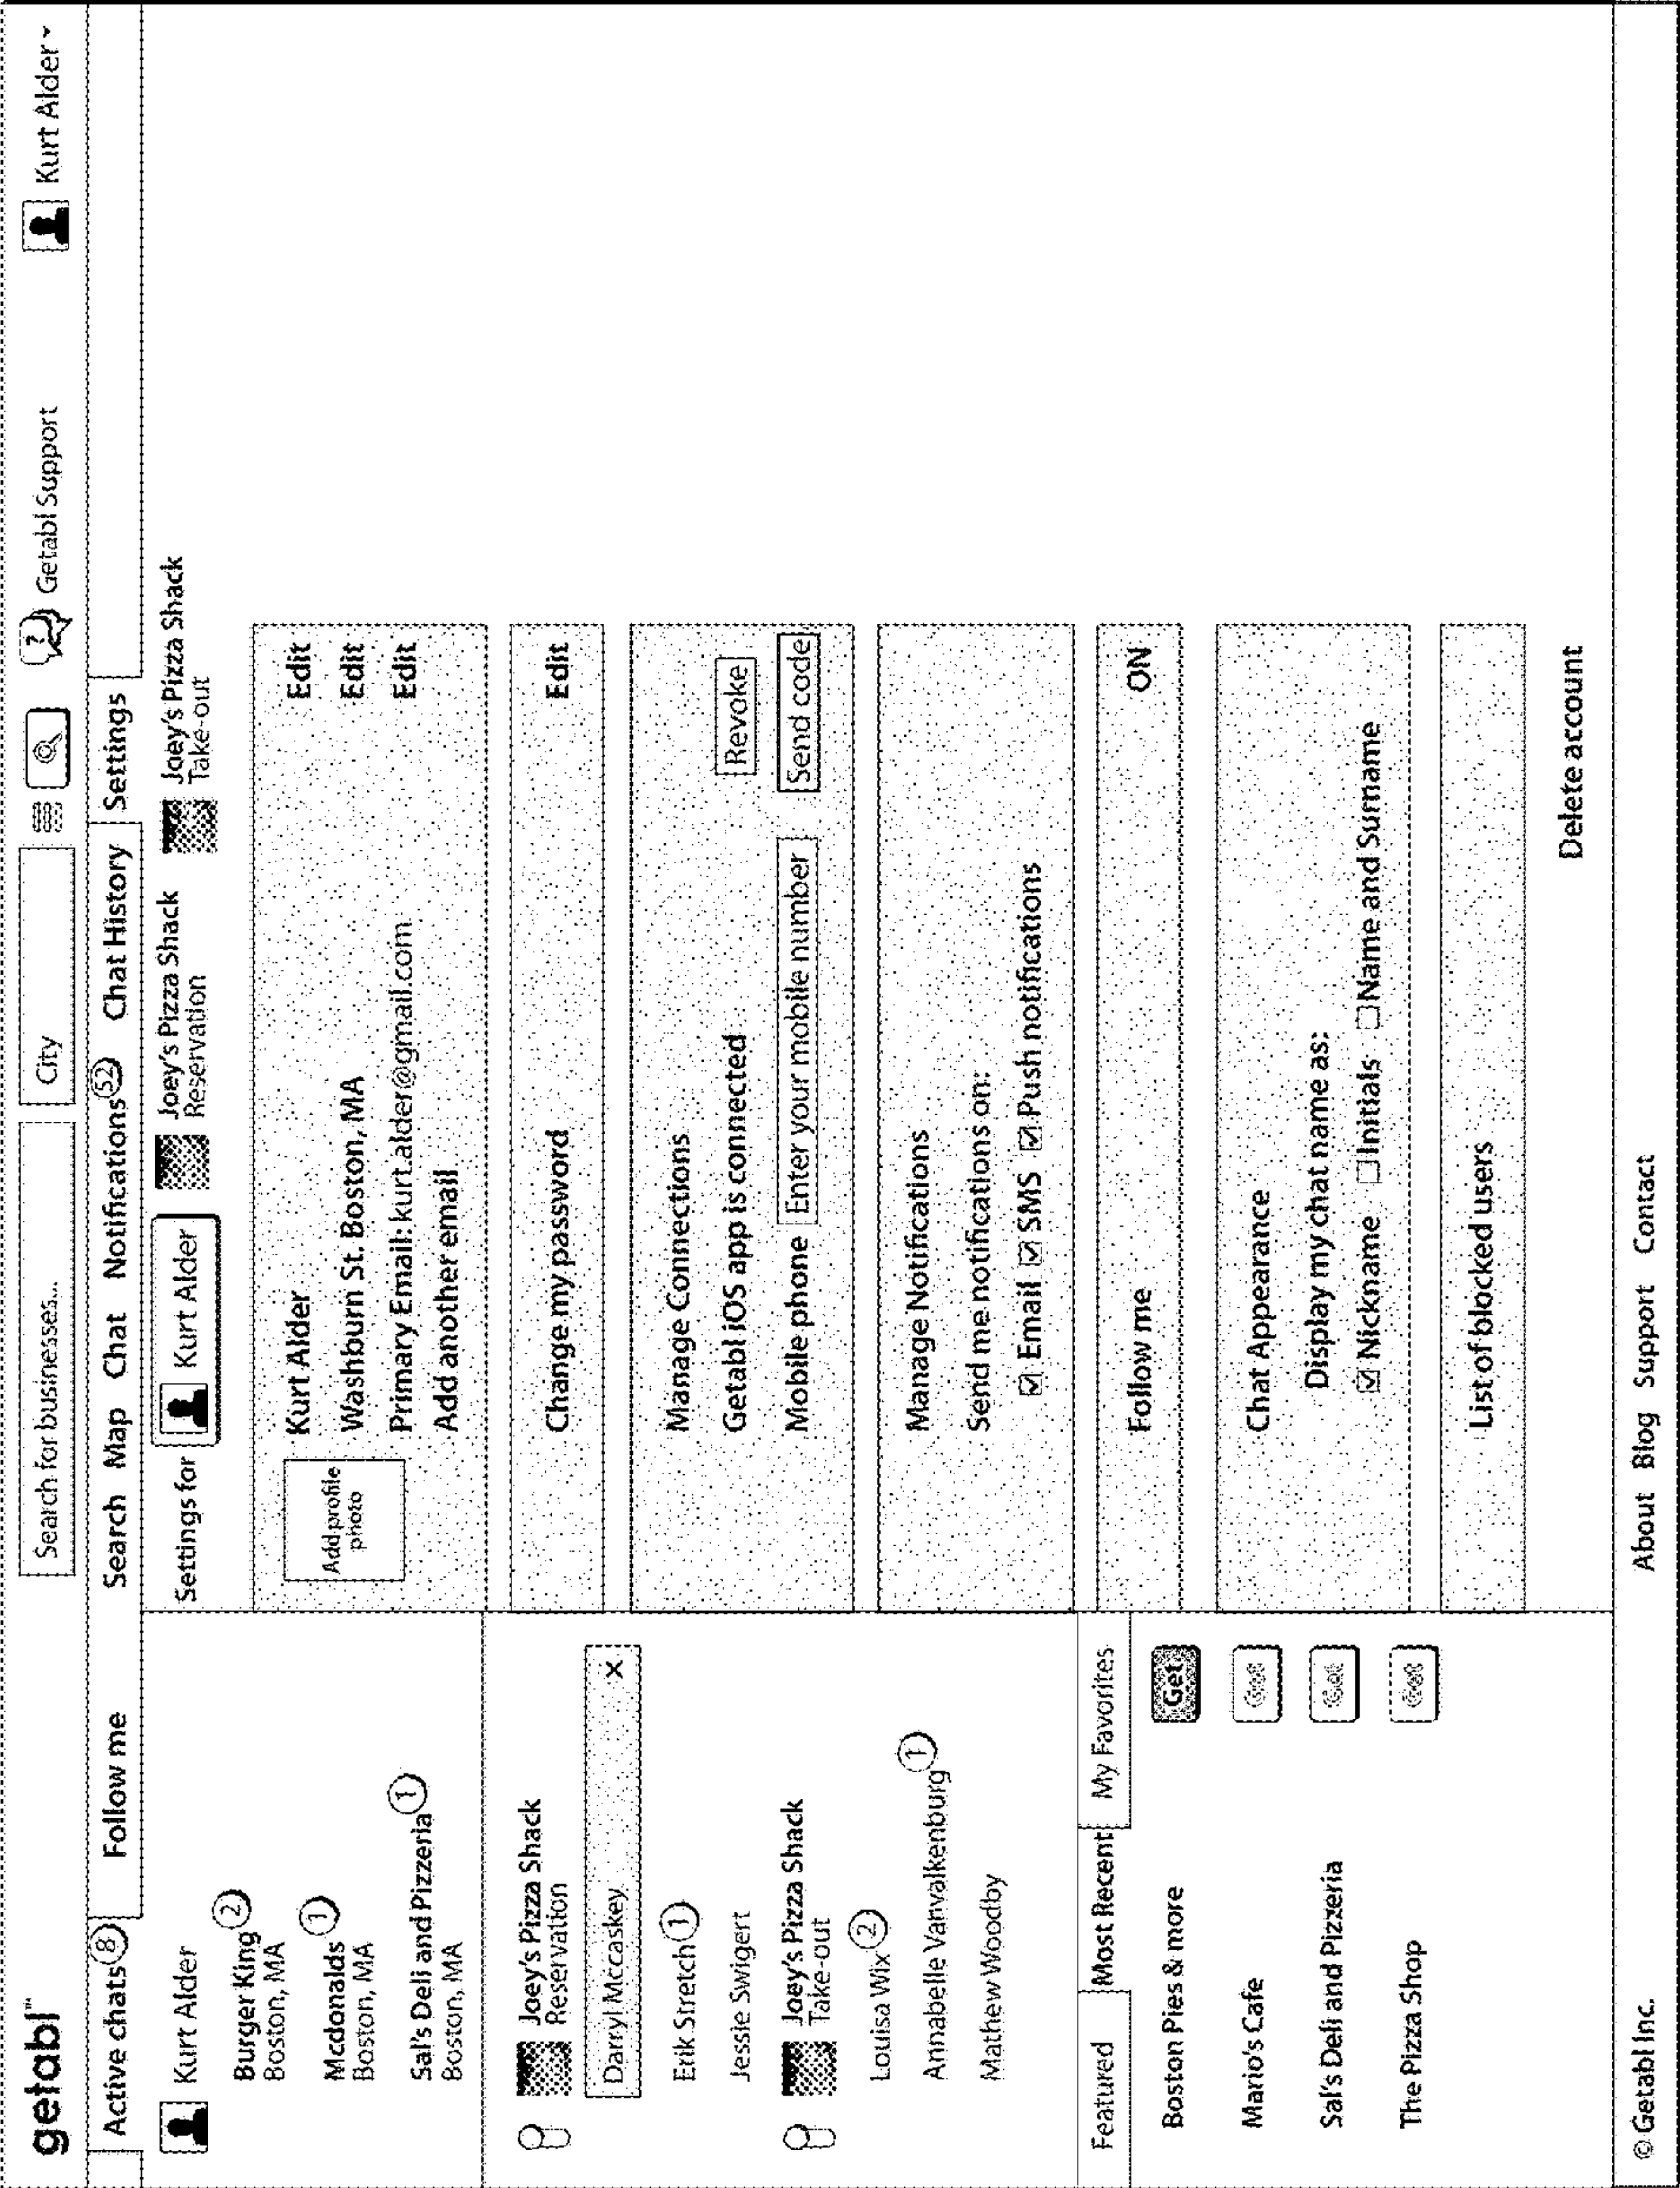 getabl™
Search for businesses...
City
Getabl Support
Kurt Alder
Active chats 8
Follow me
Search Map Chat Notifications 52 Chat History Settings
Kurt Alder
Burger King 2
Boston, MA
Mcdonalds 1
Boston, MA
Sal's Deli and Pizzeria 1
Boston, MA
Joey's Pizza Shack
Reservation
Darryl Mccaskey X
Erik Stretch 1
Jessie Swigert
Joey's Pizza Shack
Take-out
Louisa Wix 2
Annabelle Vanvalkenburg 1
Mathew Woodby
Featured Most Recent My Favorites
Boston Pies & more Get
Mario's Cafe Get
Sal's Deli and Pizzeria Get
The Pizza Shop Get
Settings for Kurt Alder
Joey's Pizza Shack
Reservation
Joey's Pizza Shack
Take-out
Add profile
photo
Kurt Alder Edit
Washburn St. Boston, MA Edit
Primary Email: kurt.alder@gmail.com Edit
Add another email
Change my password Edit
Manage Connections
Getabl iOS app is connected Revoke
Mobile phone Enter your mobile number Send code
Manage Notifications
Send me notifications on:
☑ Email ☑ SMS ☑ Push notifications
Follow me ON
Chat Appearance
Display my chat name as:
☑ Nickname ☐ Initials ☐ Name and Surname
List of blocked users
Delete account
© Getabl Inc.
About Blog Support Contact